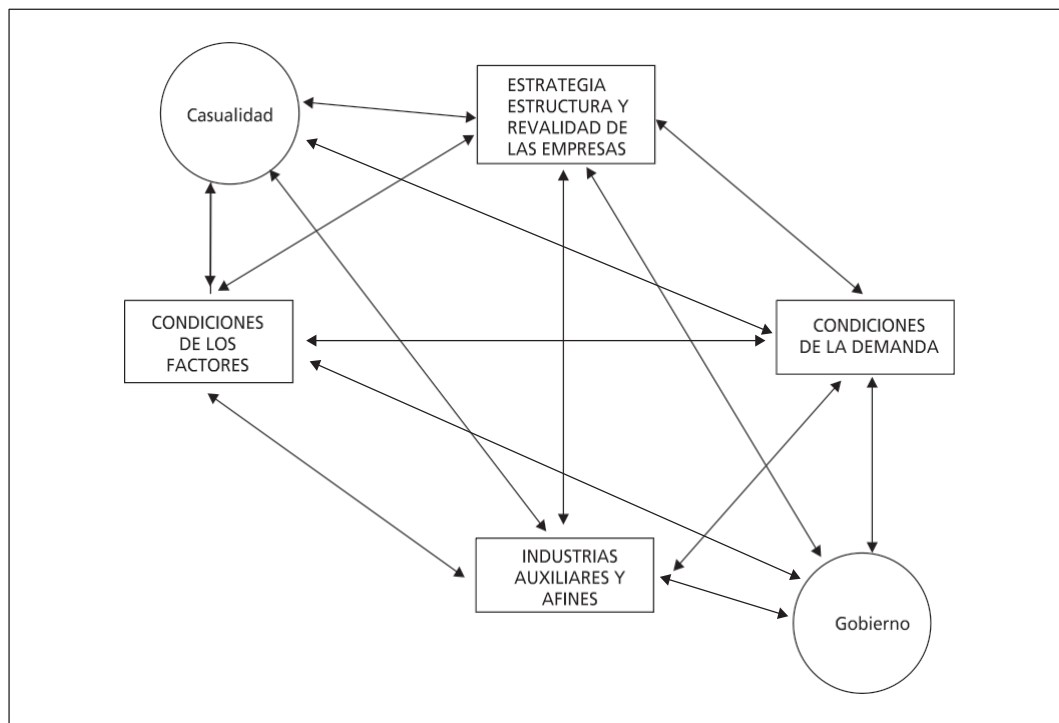 Casualidad
ESTRATEGIA
ESTRUCTURA Y
REVALIDAD DE
LAS EMPRESAS
CONDICIONES
DE LOS
FACTORES
CONDICIONES
DE LA DEMANDA
INDUSTRIAS
AUXILIARES Y
AFINES
Gobierno